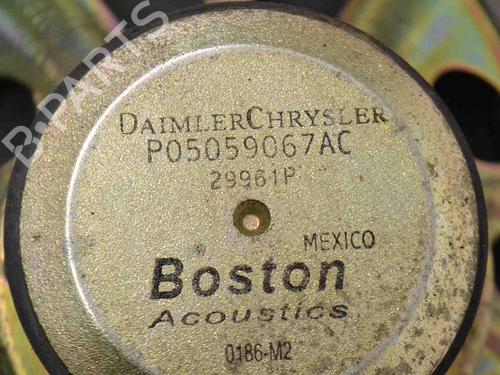 B-PARTS
DAIMLERCHRYSLER
P05059067AC
29961P
MEXICO
Boston
Acoustics
0186-M2